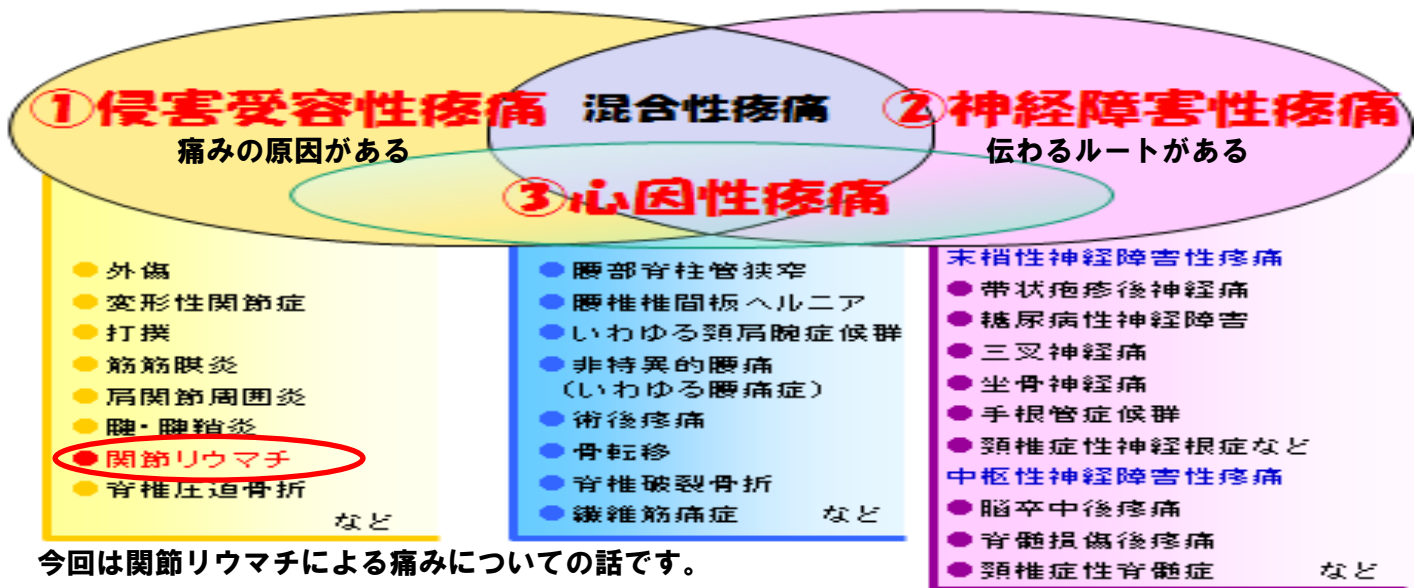 ①侵害受容性疼痛
痛みの原因がある
混合性疼痛
②神経障害性疼痛
伝わるルートがある
③心因性疼痛
外傷
変形性関節症
打撲
筋筋膜炎
肩関節周囲炎
腱・腱鞘炎
関節リウマチ
脊椎圧迫骨折
など
腰部脊柱管狭窄
腰椎椎間板ヘルニア
いわゆる頸肩腕症候群
非特異的腰痛
(いわゆる腰痛症)
術後疼痛
骨転移
脊椎破裂骨折
繊維筋痛症 など
末梢性神経障害性疼痛
帯状疱疹後神経痛
糖尿病性神経障害
三叉神経痛
坐骨神経痛
手根管症候群
頸椎症性神経根症など
中枢性神経障害性疼痛
脳卒中後疼痛
脊髄損傷後疼痛
頸椎症性脊髄症 など
今回は関節リウマチによる痛みについての話です。